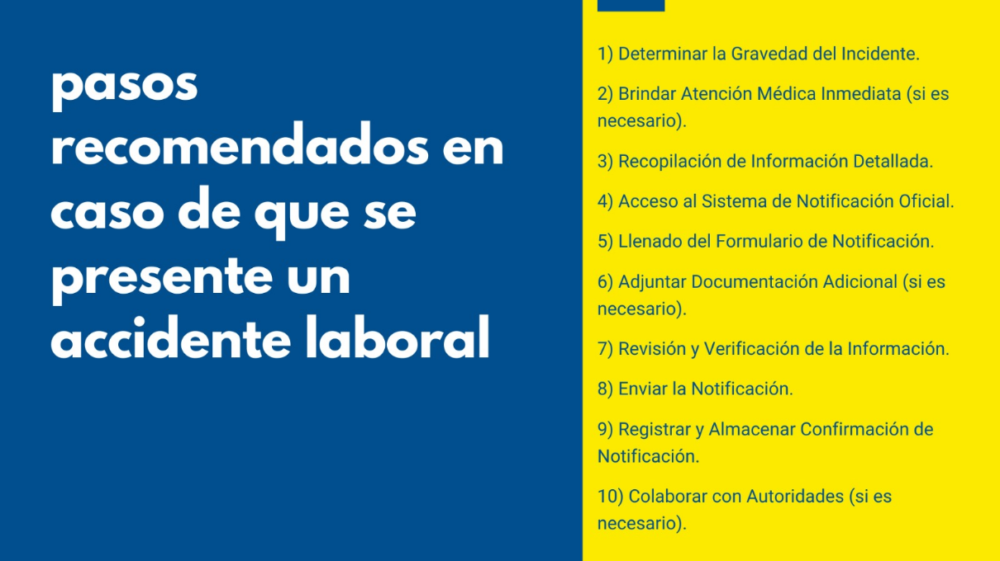 pasos
recomendados en
caso de que se
presente un
accidente laboral
1) Determinar la Gravedad del Incidente.
2) Brindar Atención Médica Inmediata (si es
necesario).
3) Recopilación de Información Detallada.
4) Acceso al Sistema de Notificación Oficial.
5) Llenado del Formulario de Notificación.
6) Adjuntar Documentación Adicional (si es
necesario).
7) Revisión y Verificación de la Información.
8) Enviar la Notificación.
9) Registrar y Almacenar Confirmación de
Notificación.
10) Colaborar con Autoridades (si es
necesario).